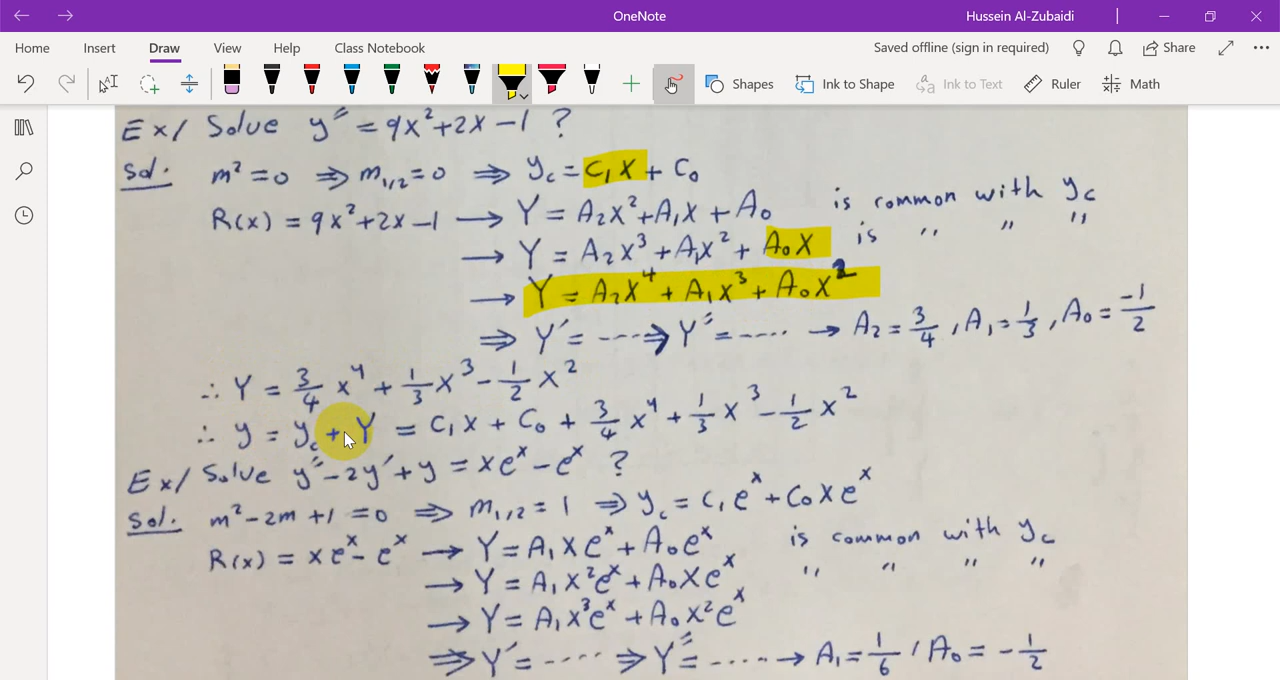 OneNote
Hussein Al-Zubaidi
Home Insert Draw View Help Class Notebook
Saved offline (sign in required) Share
Shapes Ink to Shape Ink to Text Ruler Math
Ex/ Solve y″ = 9x²+2x-1 ?
Sol. m²=0 ⇒ m₁,₂=0 ⇒ y_c = C₁x + C₀
R(x) = 9x²+2x-1 → Y = A₂x²+A₁x + A₀ is common with y_c
→ Y = A₂x³+A₁x²+ A₀x is " " "
→ Y = A₂x⁴+A₁x³+A₀x²
⇒ Y′= ---- ⇒ Y″= ----- → A₂ = 3/4 , A₁ = 1/3 , A₀ = -1/2
∴ Y = 3/4 x⁴ + 1/3 x³ - 1/2 x²
∴ y = y_c + Y = C₁x + C₀ + 3/4 x⁴ + 1/3 x³ - 1/2 x²
Ex/ Solve y″-2y′+y = xeˣ-eˣ ?
Sol. m²-2m+1=0 ⇒ m₁,₂=1 ⇒ y_c = C₁eˣ+C₀xeˣ
R(x) = xeˣ-eˣ → Y = A₁xeˣ+A₀eˣ is common with y_c
→ Y = A₁x²eˣ+A₀xeˣ " " " "
→ Y = A₁x³eˣ+A₀x²eˣ
⇒ Y′= ---- ⇒ Y″= ----- → A₁ = 1/6 , A₀ = -1/2